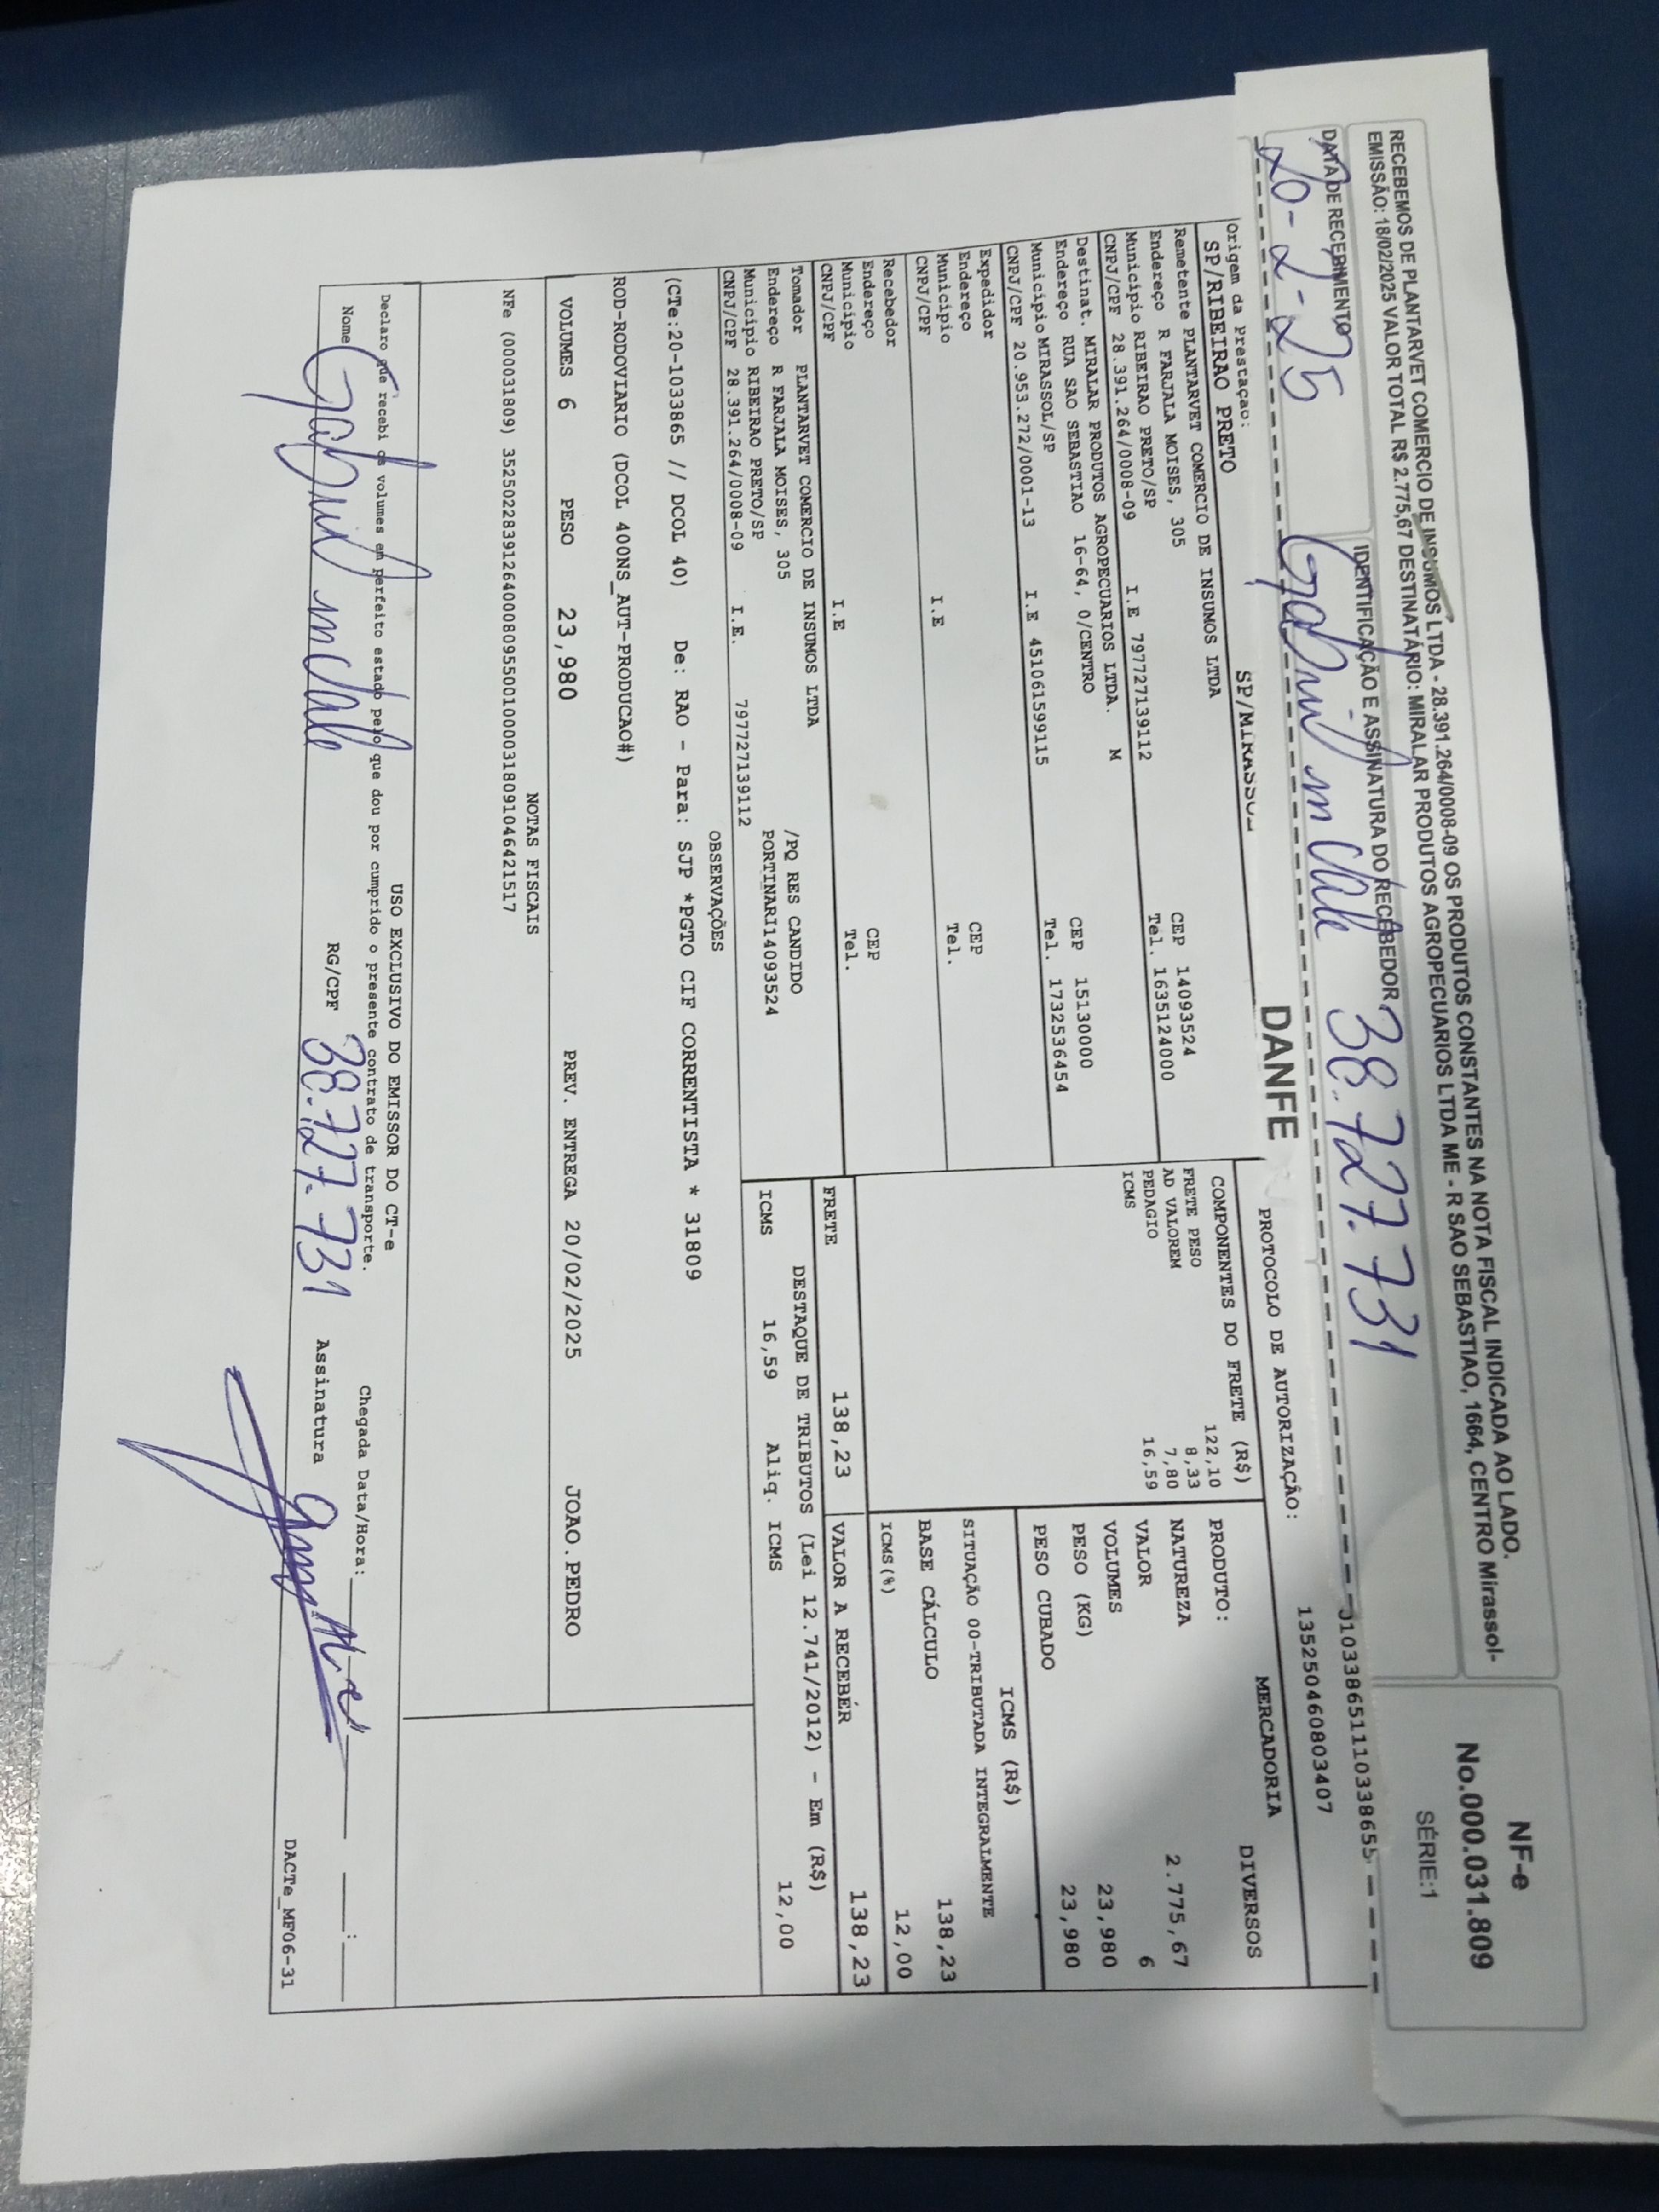 RECEBEMOS DE PLANTARVET COMERCIO DE INSUMOS LTDA - 28.391.264/0008-09 OS PRODUTOS CONSTANTES NA NOTA FISCAL INDICADA AO LADO.
EMISSÃO: 18/02/2025 VALOR TOTAL R$ 2.775,67 DESTINATÁRIO: MIRALAR PRODUTOS AGROPECUARIOS LTDA ME - R SAO SEBASTIAO, 1664, CENTRO Mirassol-
NF-e
No.000.031.809
SÉRIE:1
DATA DE RECEBIMENTO
20-2-25
IDENTIFICAÇÃO E ASSINATURA DO RECEBEDOR
Gabriel m Vale 38.727.731
10338651110338655
DANFE
PROTOCOLO DE AUTORIZAÇÃO:
135250460803407
Origem da Prestação:
SP/RIBEIRAO PRETO
SP/MIRASSOL
Remetente PLANTARVET COMERCIO DE INSUMOS LTDA
Endereço R FARJALA MOISES, 305 CEP 14093524
Município RIBEIRAO PRETO/SP Tel. 1635124000
CNPJ/CPF 28.391.264/0008-09 I.E 797727139112
Destinat. MIRALAR PRODUTOS AGROPECUARIOS LTDA. M
Endereço RUA SAO SEBASTIAO 16-64, 0/CENTRO CEP 15130000
Município MIRASSOL/SP Tel. 1732536454
CNPJ/CPF 20.953.272/0001-13 I.E 451061599115
Expedidor
Endereço CEP
Município Tel.
CNPJ/CPF I.E
Recebedor
Endereço CEP
Município Tel.
CNPJ/CPF I.E
Tomador PLANTARVET COMERCIO DE INSUMOS LTDA
Endereço R FARJALA MOISES, 305 /PQ RES CANDIDO
Município RIBEIRAO PRETO/SP PORTINARI14093524
CNPJ/CPF 28.391.264/0008-09 I.E. 797727139112
COMPONENTES DO FRETE (R$)
FRETE PESO 122,10
AD VALOREM 8,33
PEDAGIO 7,80
ICMS 16,59
MERCADORIA
PRODUTO: DIVERSOS
NATUREZA
VALOR 2.775,67
VOLUMES 6
PESO (KG) 23,980
PESO CUBADO 23,980
ICMS (R$)
SITUAÇÃO 00-TRIBUTADA INTEGRALMENTE
BASE CÁLCULO 138,23
ICMS(%) 12,00
FRETE 138,23
VALOR A RECEBER 138,23
DESTAQUE DE TRIBUTOS (Lei 12.741/2012) - Em (R$)
ICMS 16,59 Aliq. ICMS 12,00
OBSERVAÇÕES
(CTe:20-1033865 // DCOL 40) De: RAO - Para: SJP *PGTO CIF CORRENTISTA * 31809
ROD-RODOVIARIO (DCOL 400NS_AUT-PRODUCAO#)
VOLUMES 6 PESO 23,980 PREV. ENTREGA 20/02/2025 JOAO.PEDRO
NOTAS FISCAIS
NFe (000031809) 35250228391264000809550010000318091046421517
USO EXCLUSIVO DO EMISSOR DO CT-e
Declaro que recebi os volumes em perfeito estado pelo que dou por cumprido o presente contrato de transporte.
Chegada Data/Hora: :
Nome Gabriel m Vale RG/CPF 38.727.731 Assinatura
DACTe_MF06-31